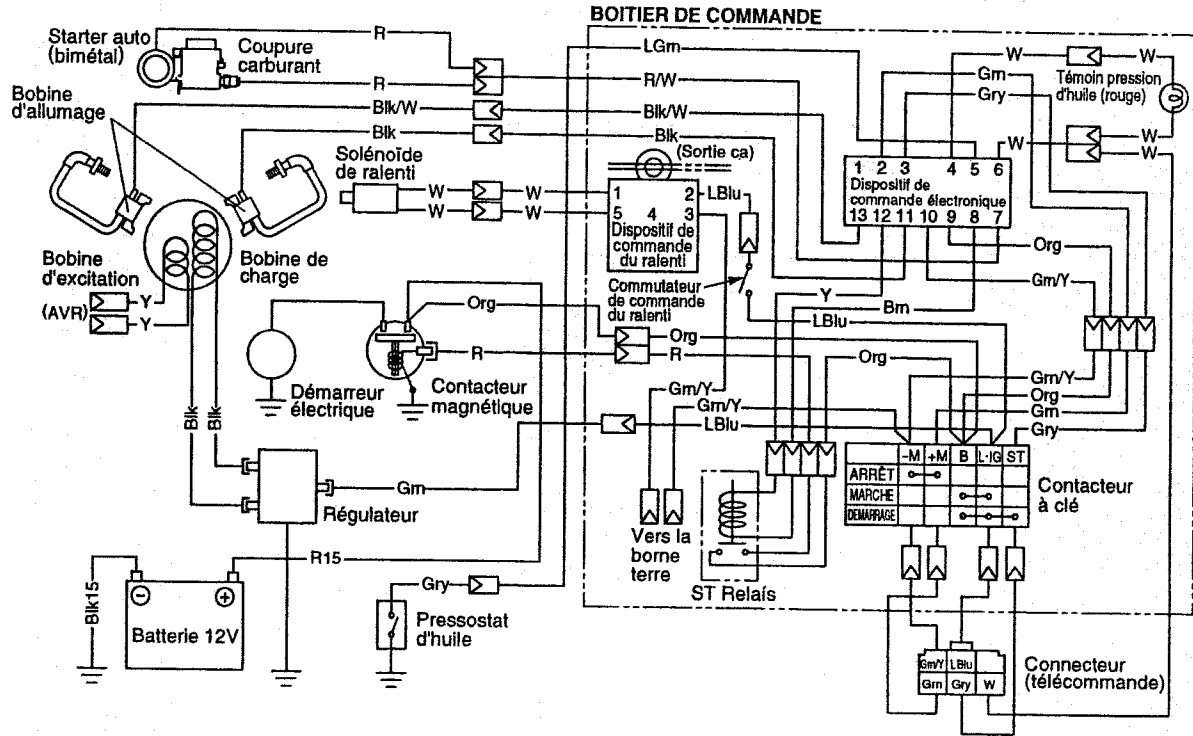 BOITIER DE COMMANDE
Starter auto
(bimétal)
Coupure
carburant
R
R
LGrn
R/W
W
W
W
Grn
Gry
Témoin pression
d'huile (rouge)
Bobine
d'allumage
Blk/W
Blk/W
Blk
Blk
W
W
W
(Sortie ca)
Solénoïde
de ralenti
W
W
W
W
1
2
5
4
3
Dispositif de
commande
du ralenti
LBlu
1 2 3 4 5 6
Dispositif de
commande électronique
13 12 11 10 9 8 7
Bobine
d'excitation
(AVR)
Y
Y
Bobine de
charge
Org
Commutateur
de commande
du ralenti
Y
Brn
LBlu
Org
Grn/Y
R
Org
R
Org
Démarreur
électrique
Contacteur
magnétique
Grn/Y
Grn/Y
LBlu
Grn/Y
Org
Grn
Gry
Blk
Blk
Grn
Régulateur
-M +M B L·IG ST
ARRÊT
MARCHE
DEMARRAGE
Contacteur
à clé
Vers la
borne
terre
ST Relais
R15
Blk15
Batterie 12V
Gry
Pressostat
d'huile
Grn/Y LBlu
Grn Gry W
Connecteur
(télécommande)